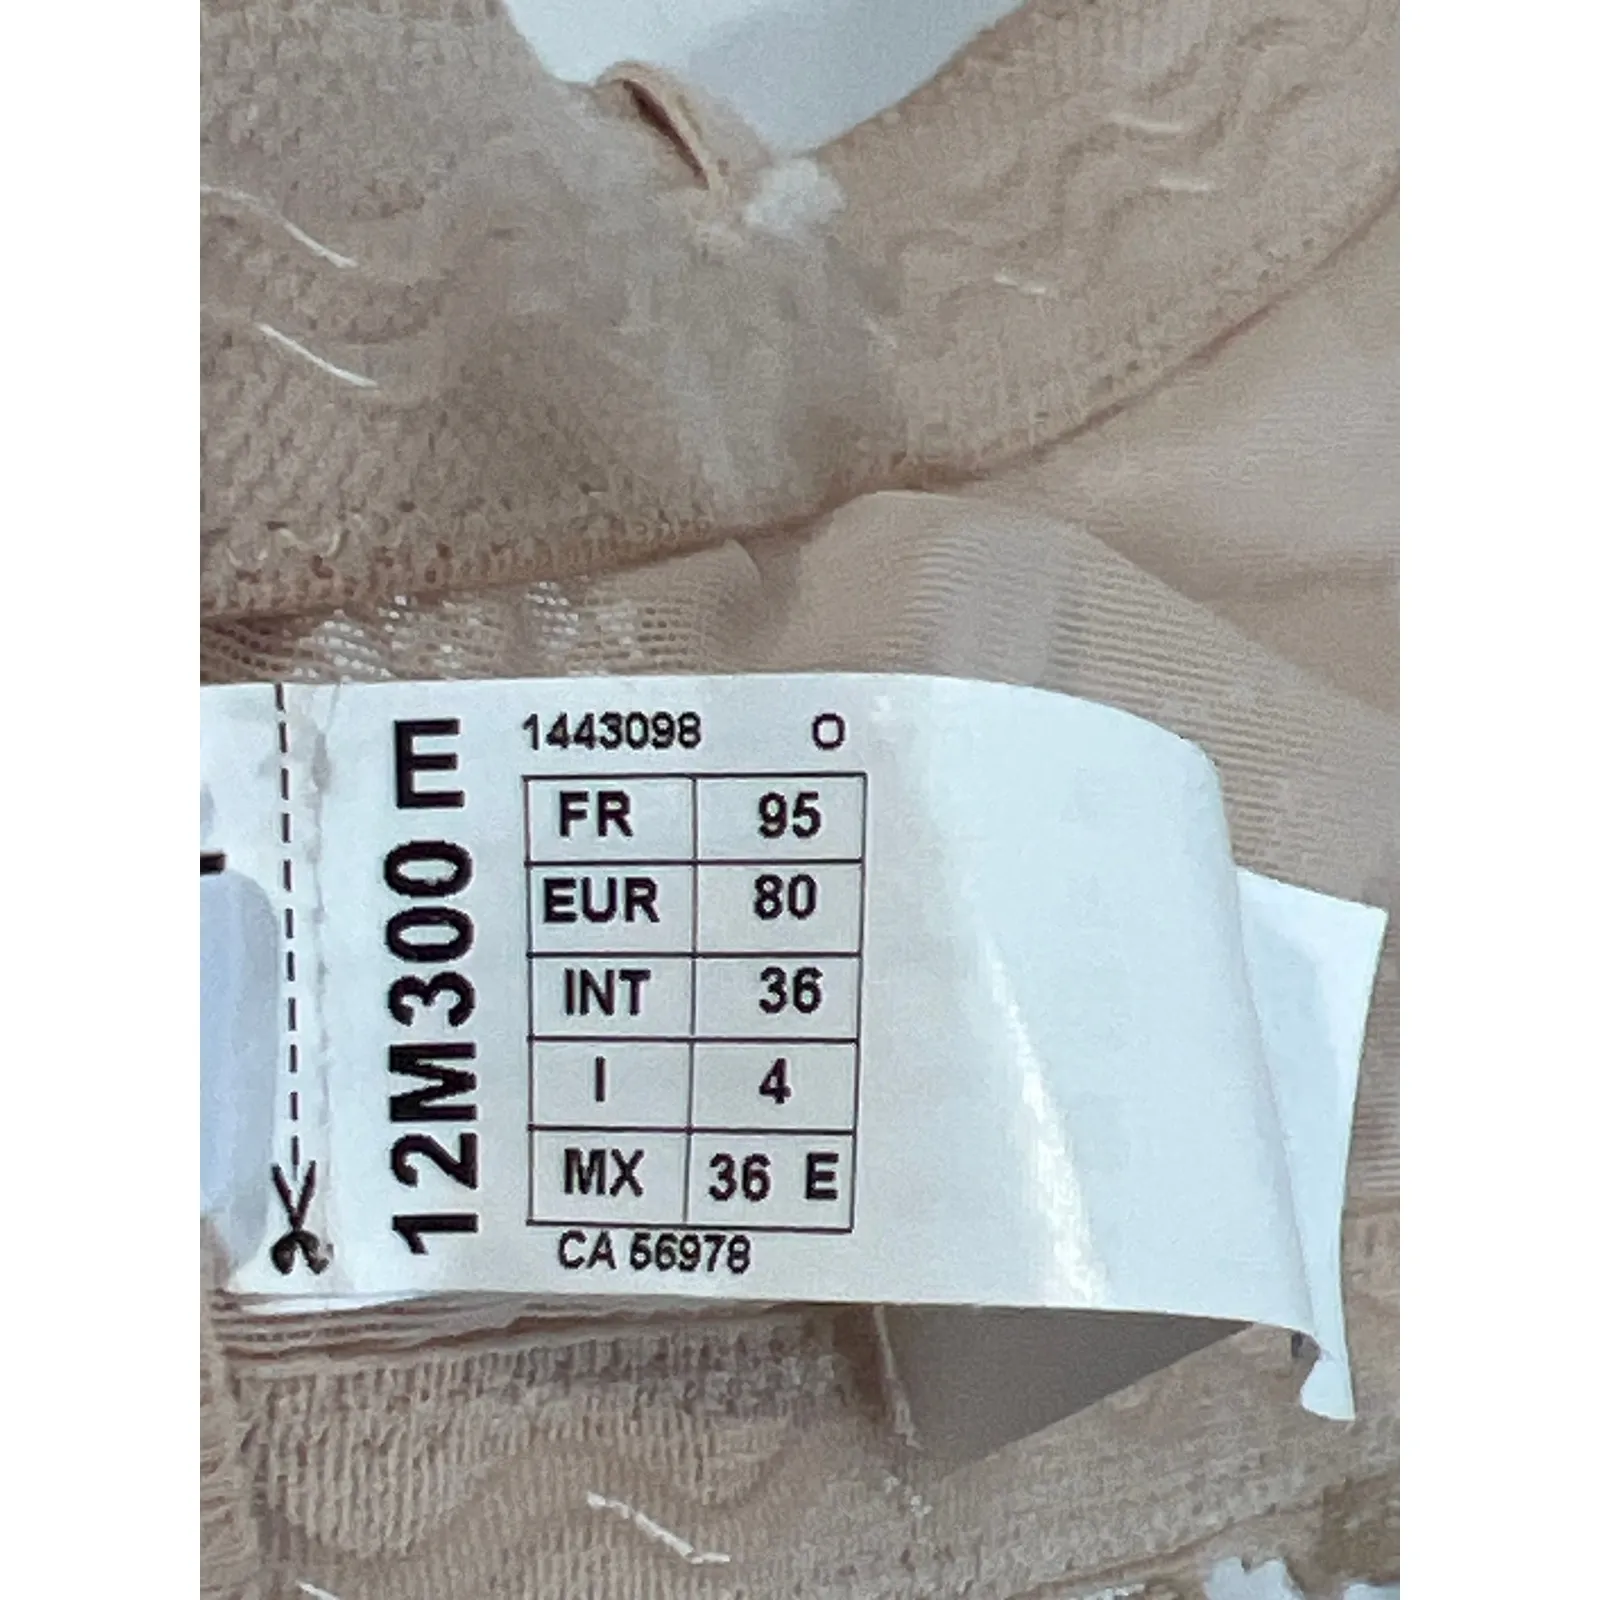 12M300 E
1443098 O
FR 95
EUR 80
INT 36
I 4
MX 36 E
CA 56978